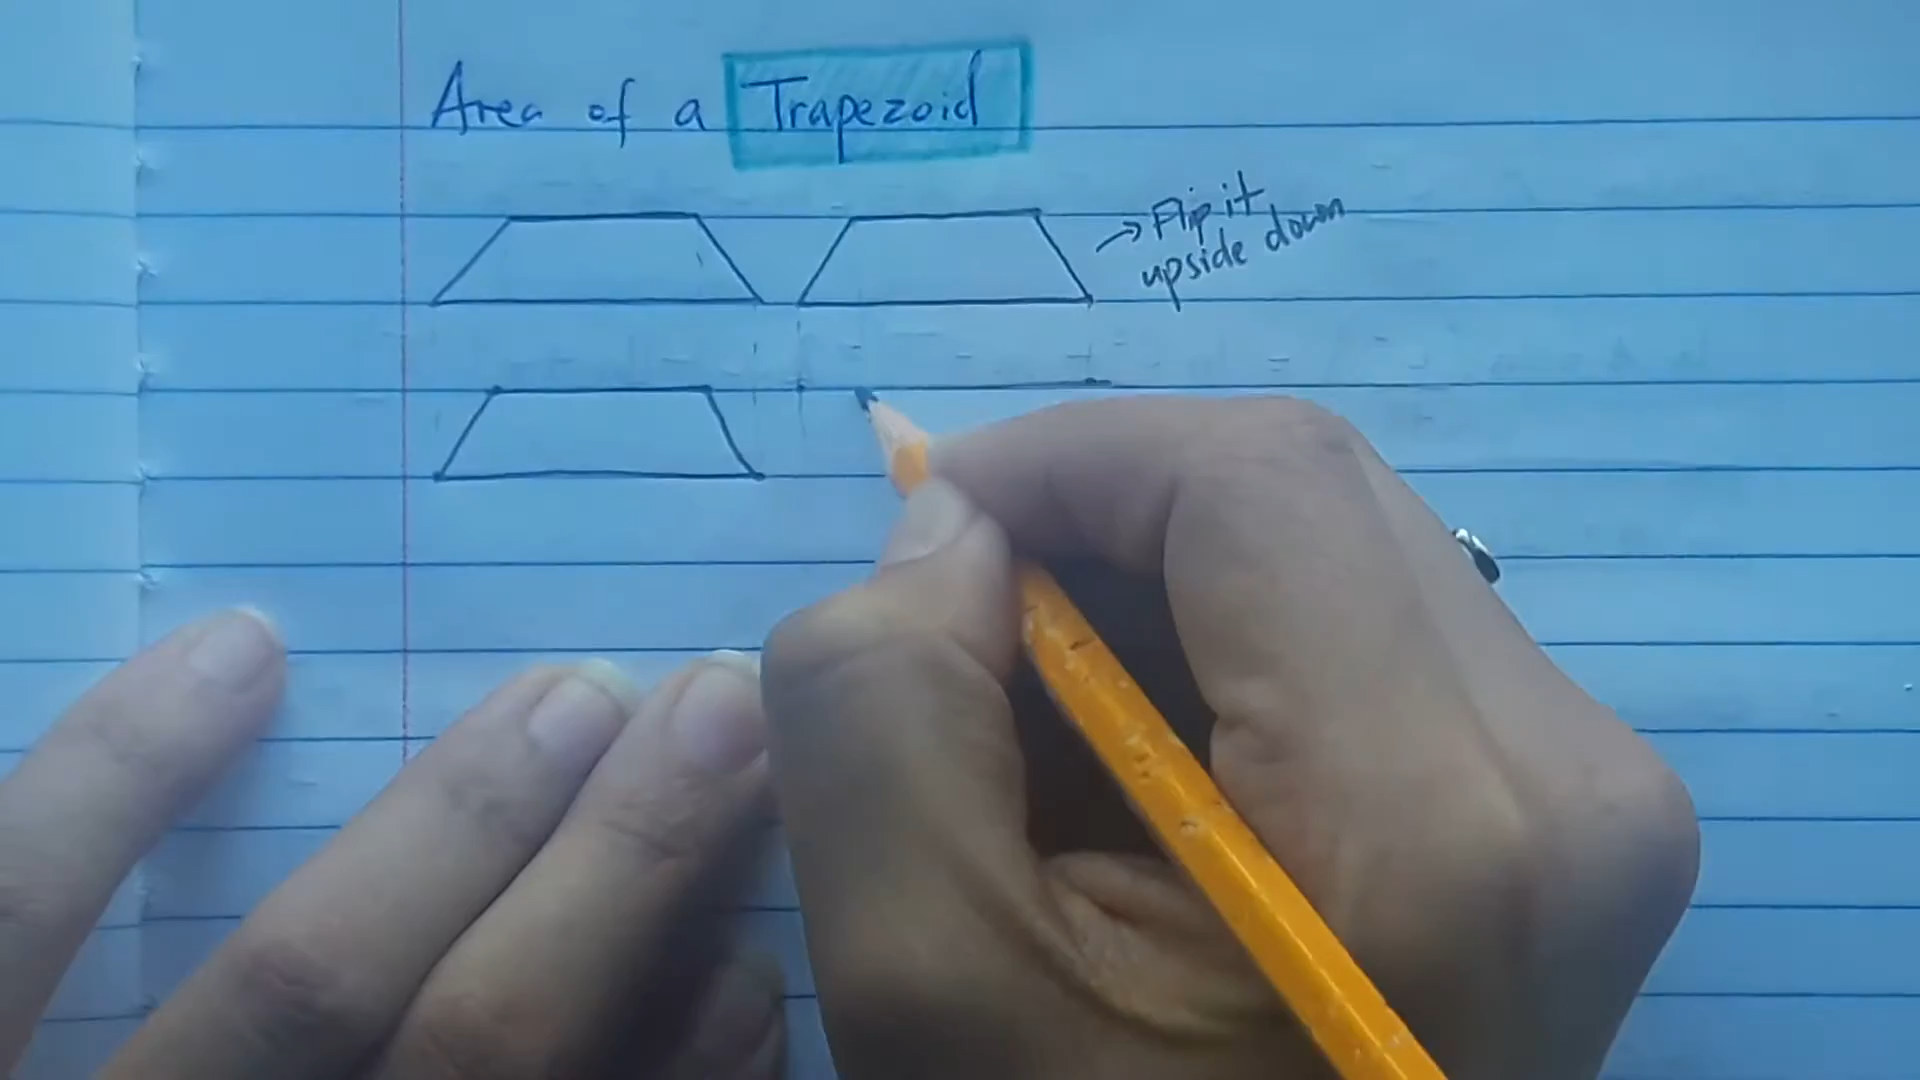 Area of a Trapezoid
→ Flip it
upside down